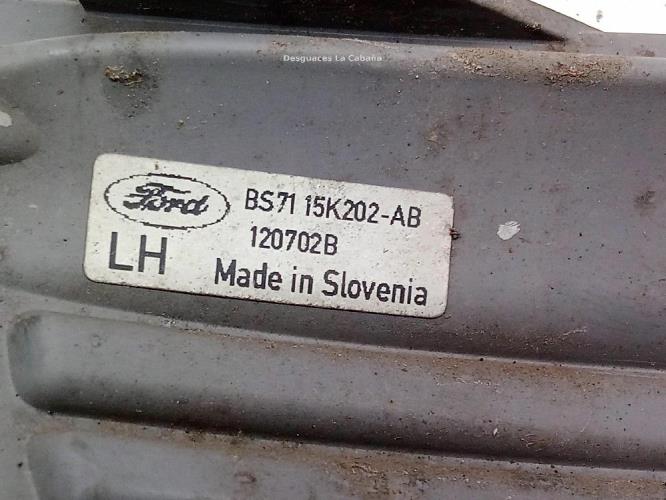 Desguaces La Cabaña
Ford
BS71 15K202-AB
120702B
LH
Made in Slovenia